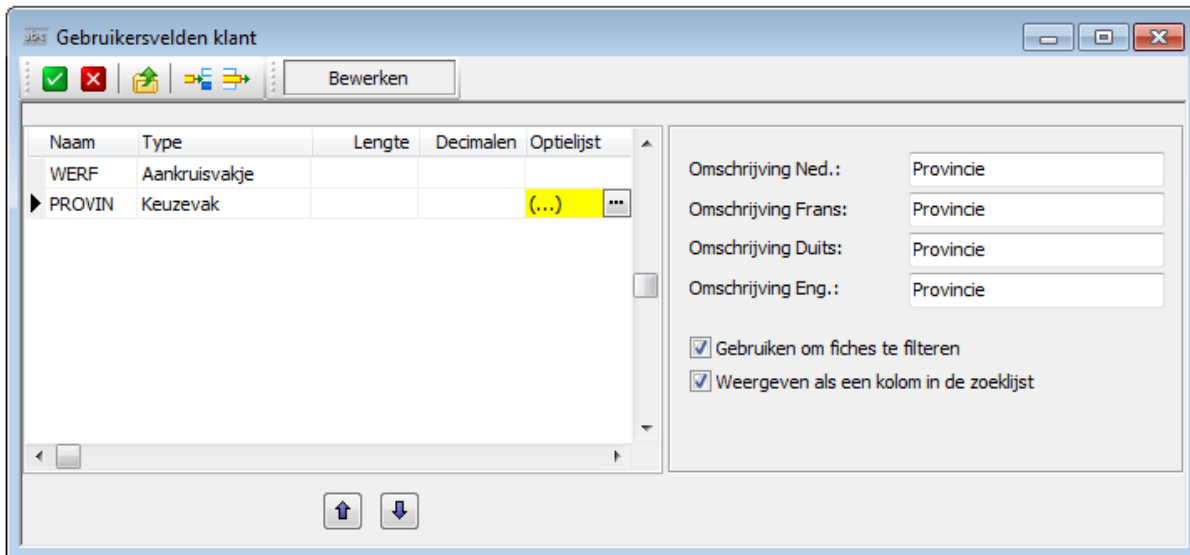 Gebruikersvelden klant
Bewerken
Naam Type Lengte Decimalen Optielijst
WERF Aankruisvakje
PROVIN Keuzevak (...) ...
Omschrijving Ned.: Provincie
Omschrijving Frans: Provincie
Omschrijving Duits: Provincie
Omschrijving Eng.: Provincie
Gebruiken om fiches te filteren
Weergeven als een kolom in de zoeklijst